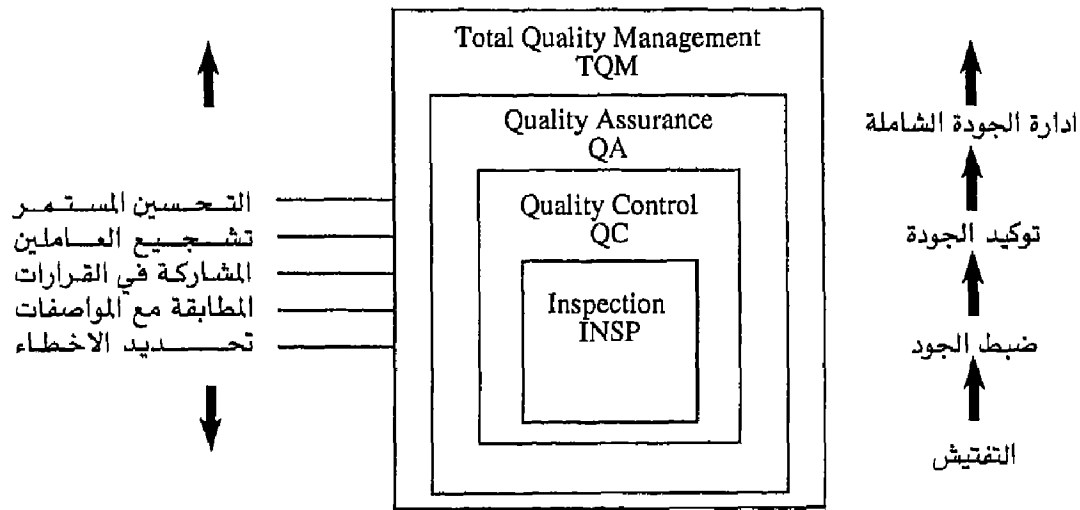 Total Quality Management
TQM
Quality Assurance
QA
Quality Control
QC
Inspection
INSP
ادارة الجودة الشاملة
توكيد الجودة
ضبط الجود
التفتيش
التحسين المستمر
تشجيع العاملين
المشاركة في القرارات
المطابقة مع المواصفات
تحديد الاخطاء